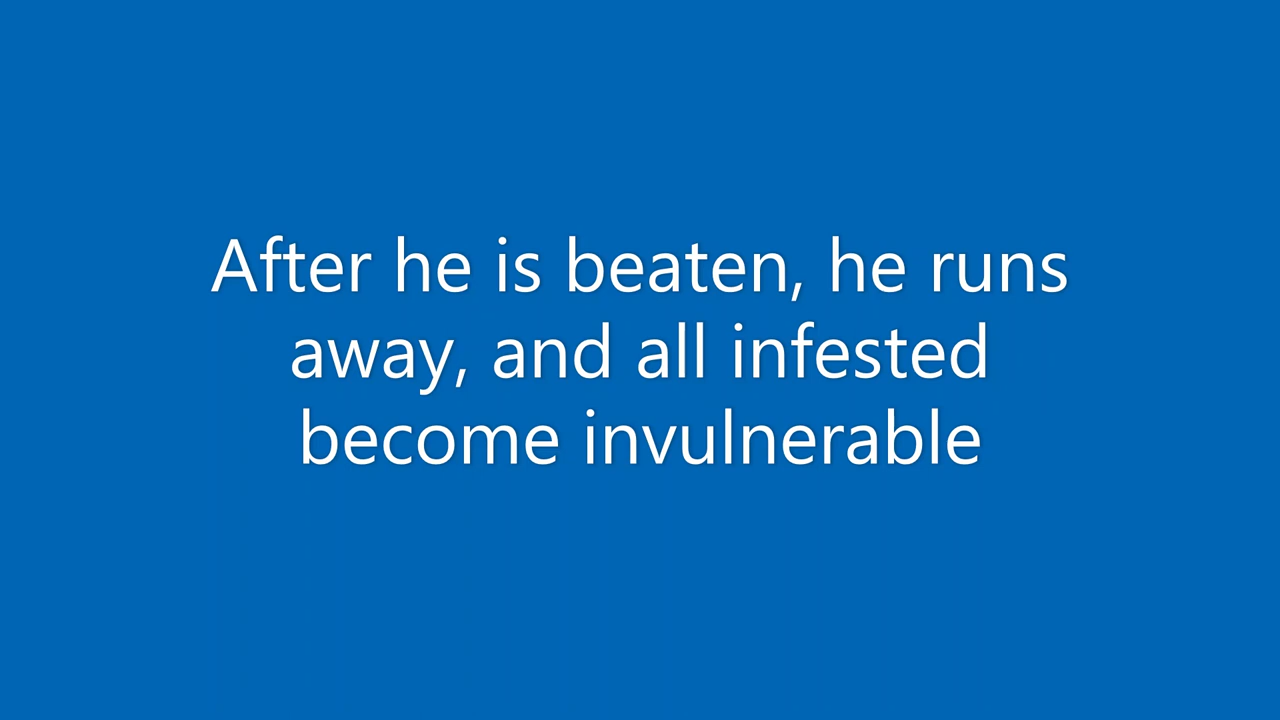 After he is beaten, he runs
away, and all infested
become invulnerable